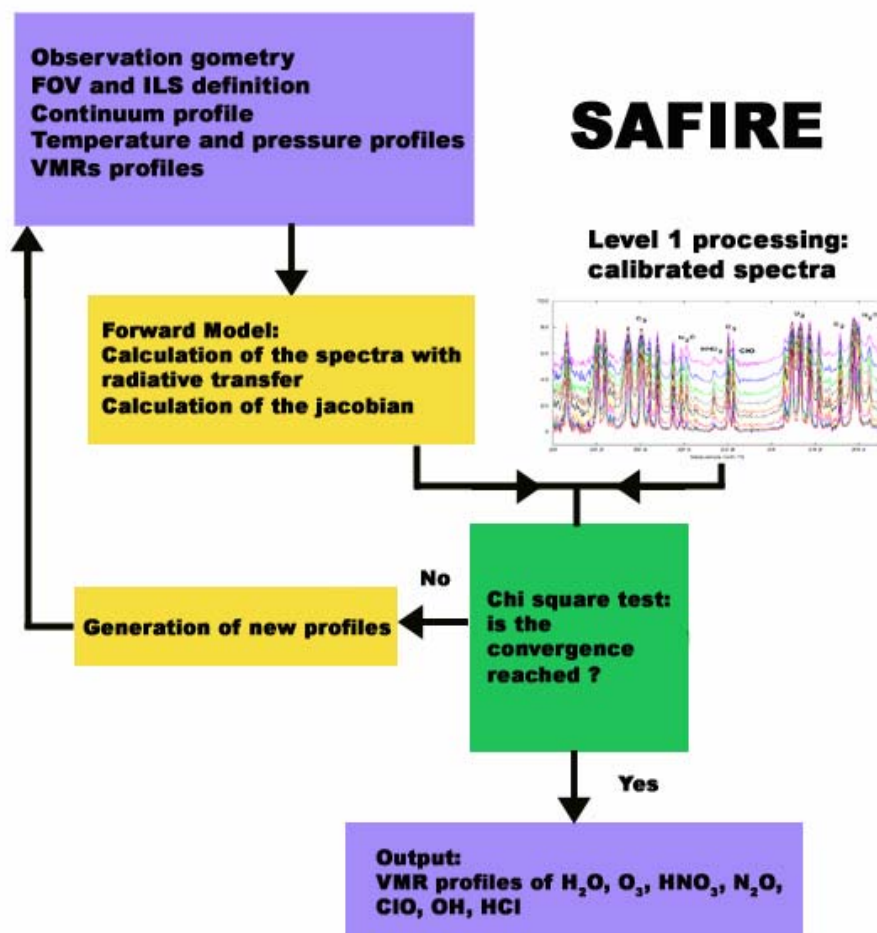 Observation gometry
FOV and ILS definition
Continuum profile
Temperature and pressure profiles
VMRs profiles
SAFIRE
Level 1 processing:
calibrated spectra
Forward Model:
Calculation of the spectra with
radiative transfer
Calculation of the jacobian
No
Generation of new profiles
Chi square test:
is the
convergence
reached ?
Yes
Output:
VMR profiles of H₂O, O₃, HNO₃, N₂O,
ClO, OH, HCl